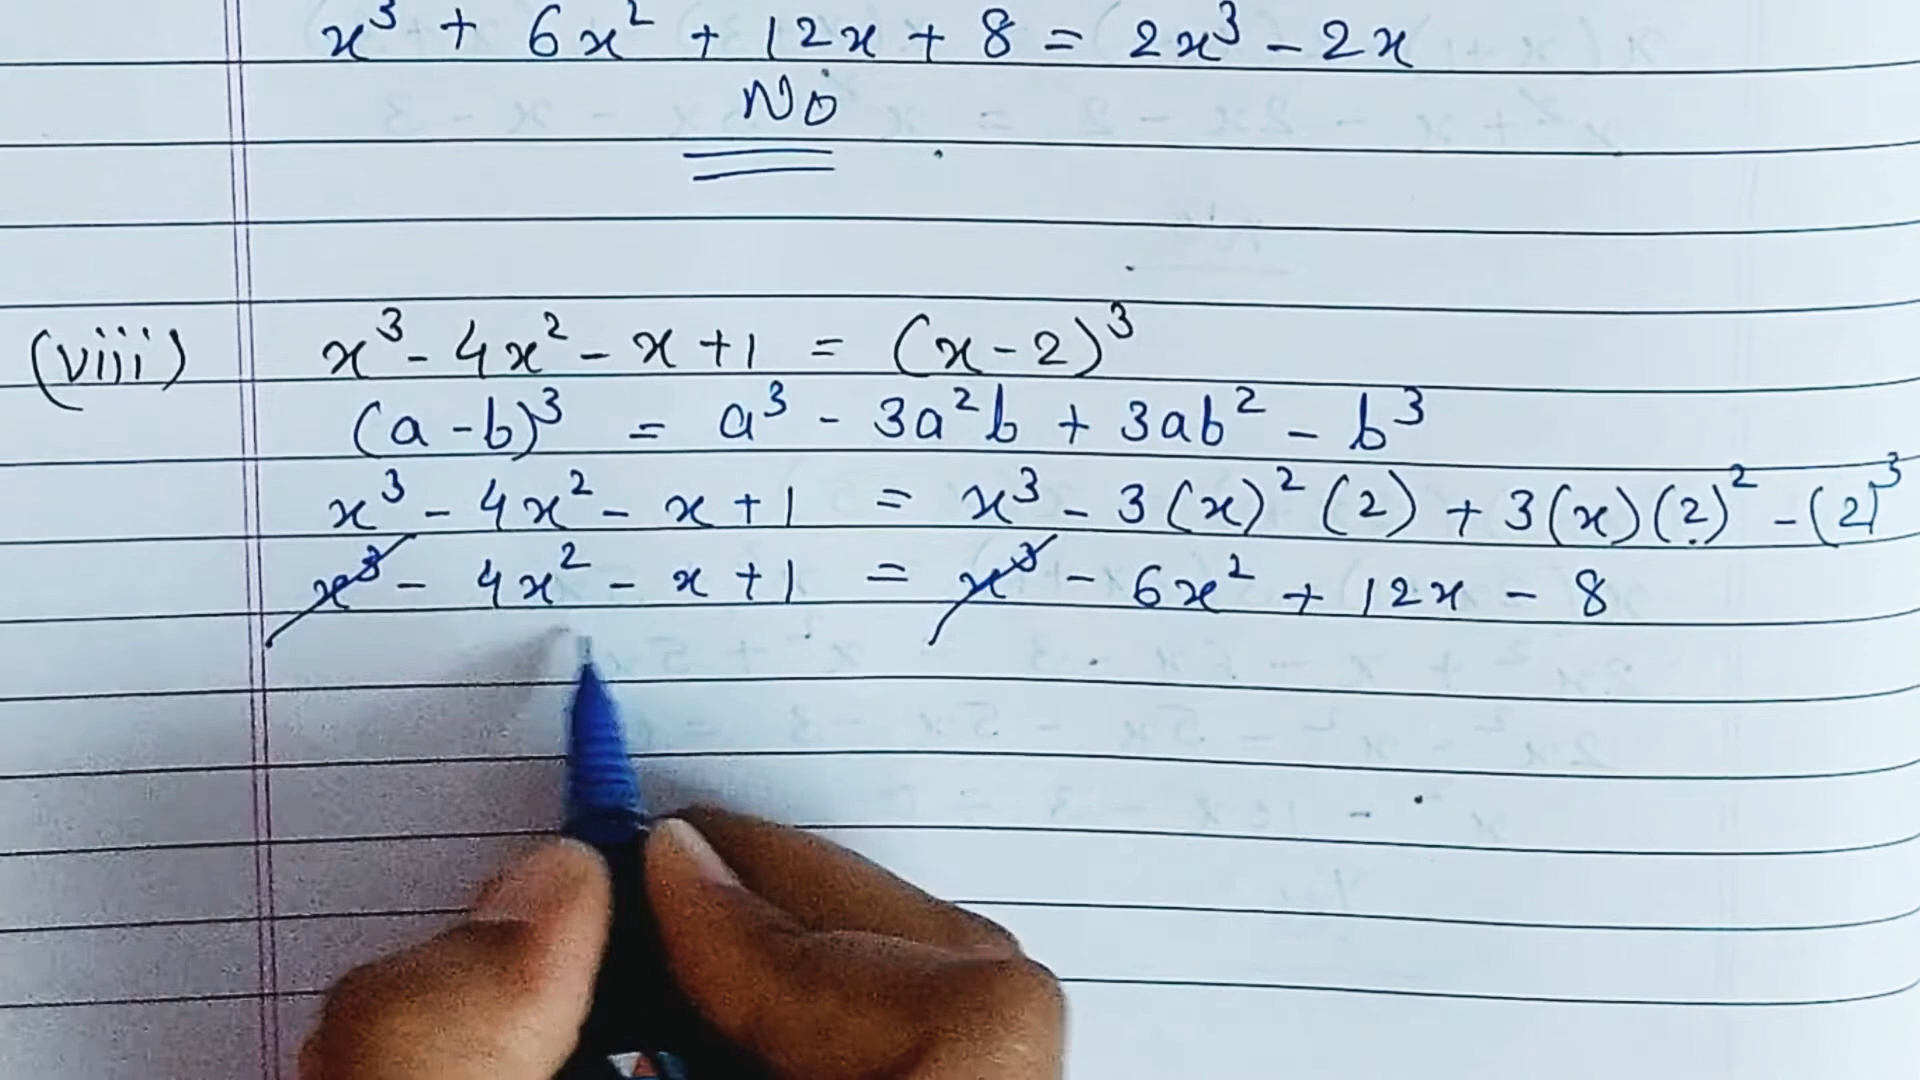 x³ + 6x² + 12x + 8 = 2x³ - 2x
No
(viii) x³ - 4x² - x + 1 = (x - 2)³
(a - b)³ = a³ - 3a²b + 3ab² - b³
x³ - 4x² - x + 1 = x³ - 3(x)²(2) + 3(x)(2)² - (2)³
x³ - 4x² - x + 1 = x³ - 6x² + 12x - 8